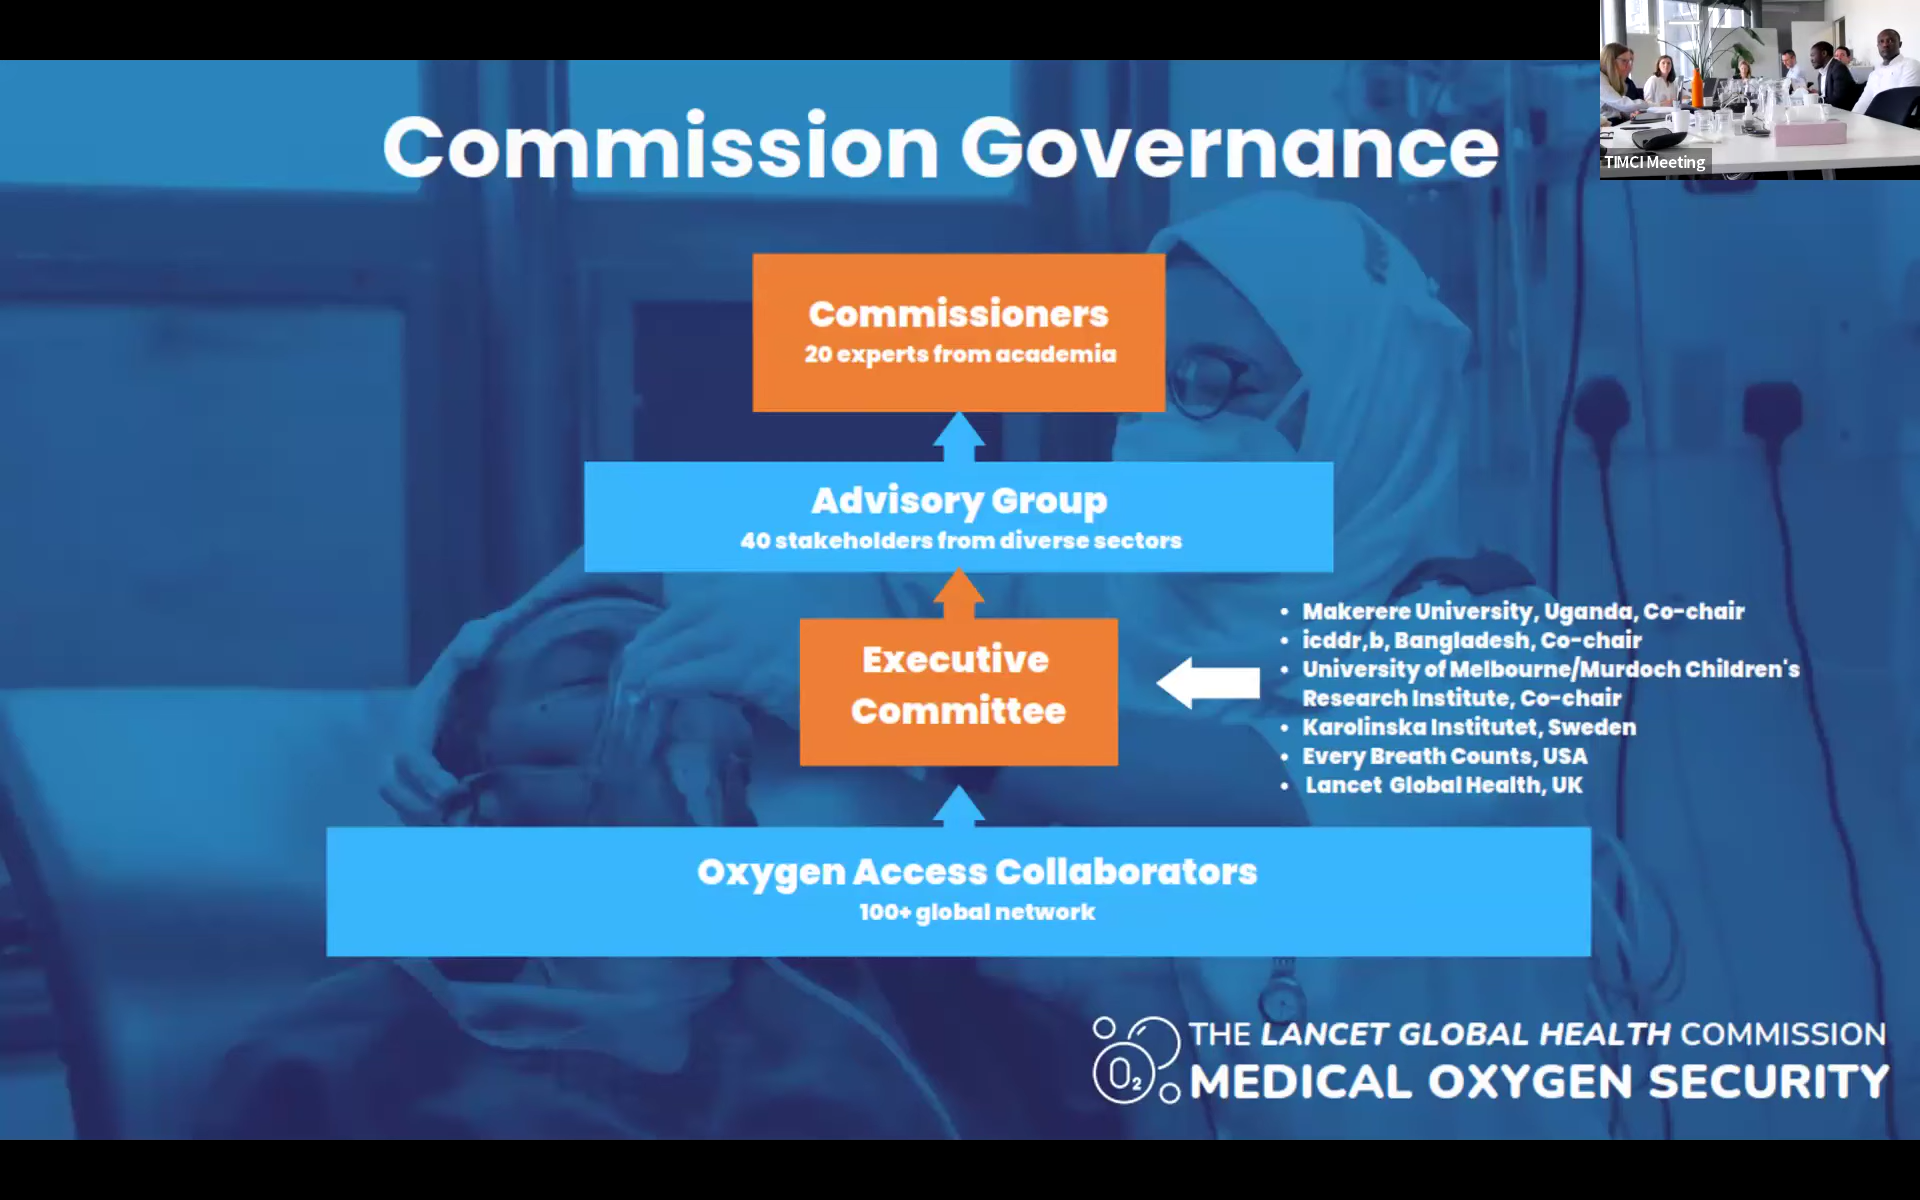 Commission Governance
TIMCI Meeting
Commissioners
20 experts from academia
Advisory Group
40 stakeholders from diverse sectors
Executive
Committee
• Makerere University, Uganda, Co-chair
• icddr,b, Bangladesh, Co-chair
• University of Melbourne/Murdoch Children's
Research Institute, Co-chair
• Karolinska Institutet, Sweden
• Every Breath Counts, USA
• Lancet Global Health, UK
Oxygen Access Collaborators
100+ global network
O₂
THE LANCET GLOBAL HEALTH COMMISSION
MEDICAL OXYGEN SECURITY